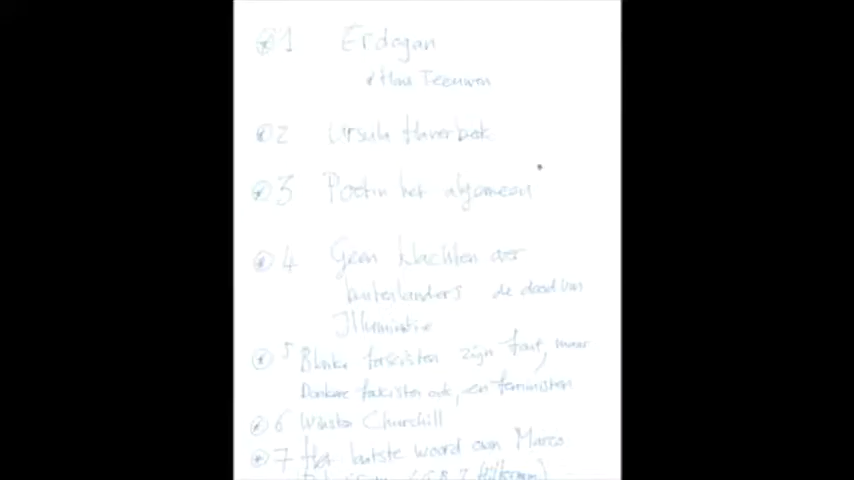 1 Erdogan
Hans Teeuwen
2 Ursula Haverbeck
3 Poetin het algemeen
4 Geen klachten over
buitenlanders de dood van
Illuminatie
5 Blanke fascisten zijn fout, maar
Donkere fascisten ook, en feministen
6 Winston Churchill
7 Het laatste woord aan Marco